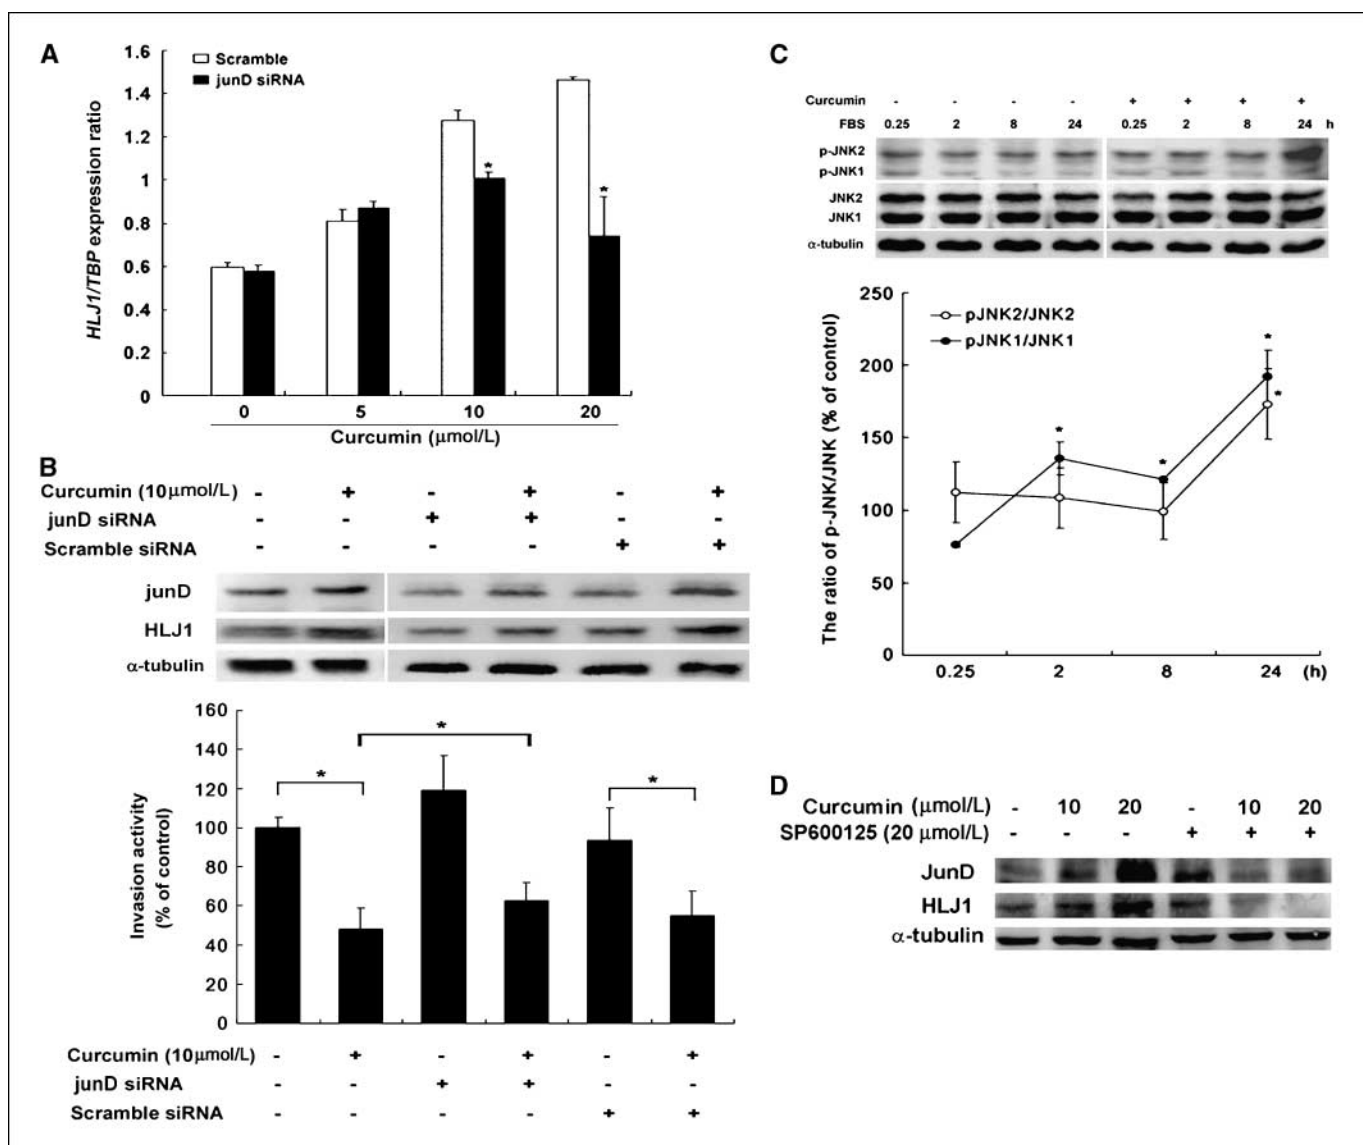 A
Scramble
junD siRNA
HLJ1/TBP expression ratio
1.6
1.4
1.2
1
0.8
0.6
0.4
0.2
0
* *
0 5 10 20
Curcumin (μmol/L)
B
Curcumin (10μmol/L) - + - + - +
junD siRNA - - + + - -
Scramble siRNA - - - - + +
junD
HLJ1
α-tubulin
Invasion activity
(% of control)
160
140
120
100
80
60
40
20
0
* * *
Curcumin (10μmol/L) - + - + - +
junD siRNA - - + + - -
Scramble siRNA - - - - + +
C
Curcumin - - - - + + + +
FBS 0.25 2 8 24 0.25 2 8 24 h
p-JNK2
p-JNK1
JNK2
JNK1
α-tubulin
The ratio of p-JNK/JNK (% of control)
250
200
150
100
50
0
pJNK2/JNK2
pJNK1/JNK1
* * * *
0.25 2 8 24 (h)
D
Curcumin (μmol/L) - 10 20 - 10 20
SP600125 (20 μmol/L) - - - + + +
JunD
HLJ1
α-tubulin